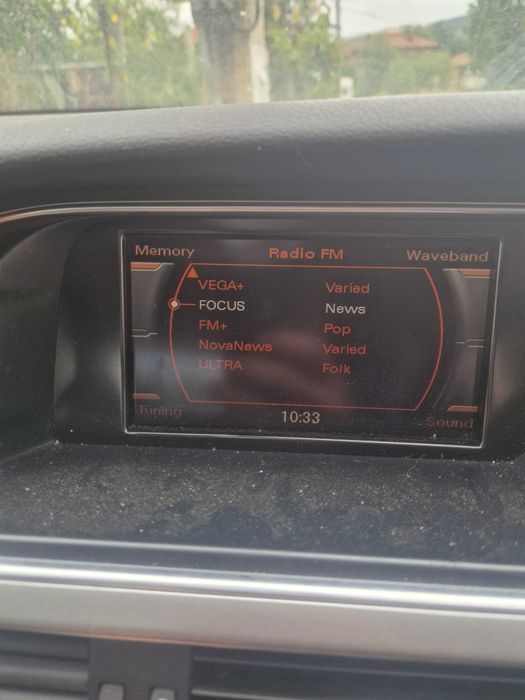 Memory Radio FM Waveband
VEGA+ Varied
FOCUS News
FM+ Pop
NovaNews Varied
ULTRA Folk
Tuning 10:33 Sound